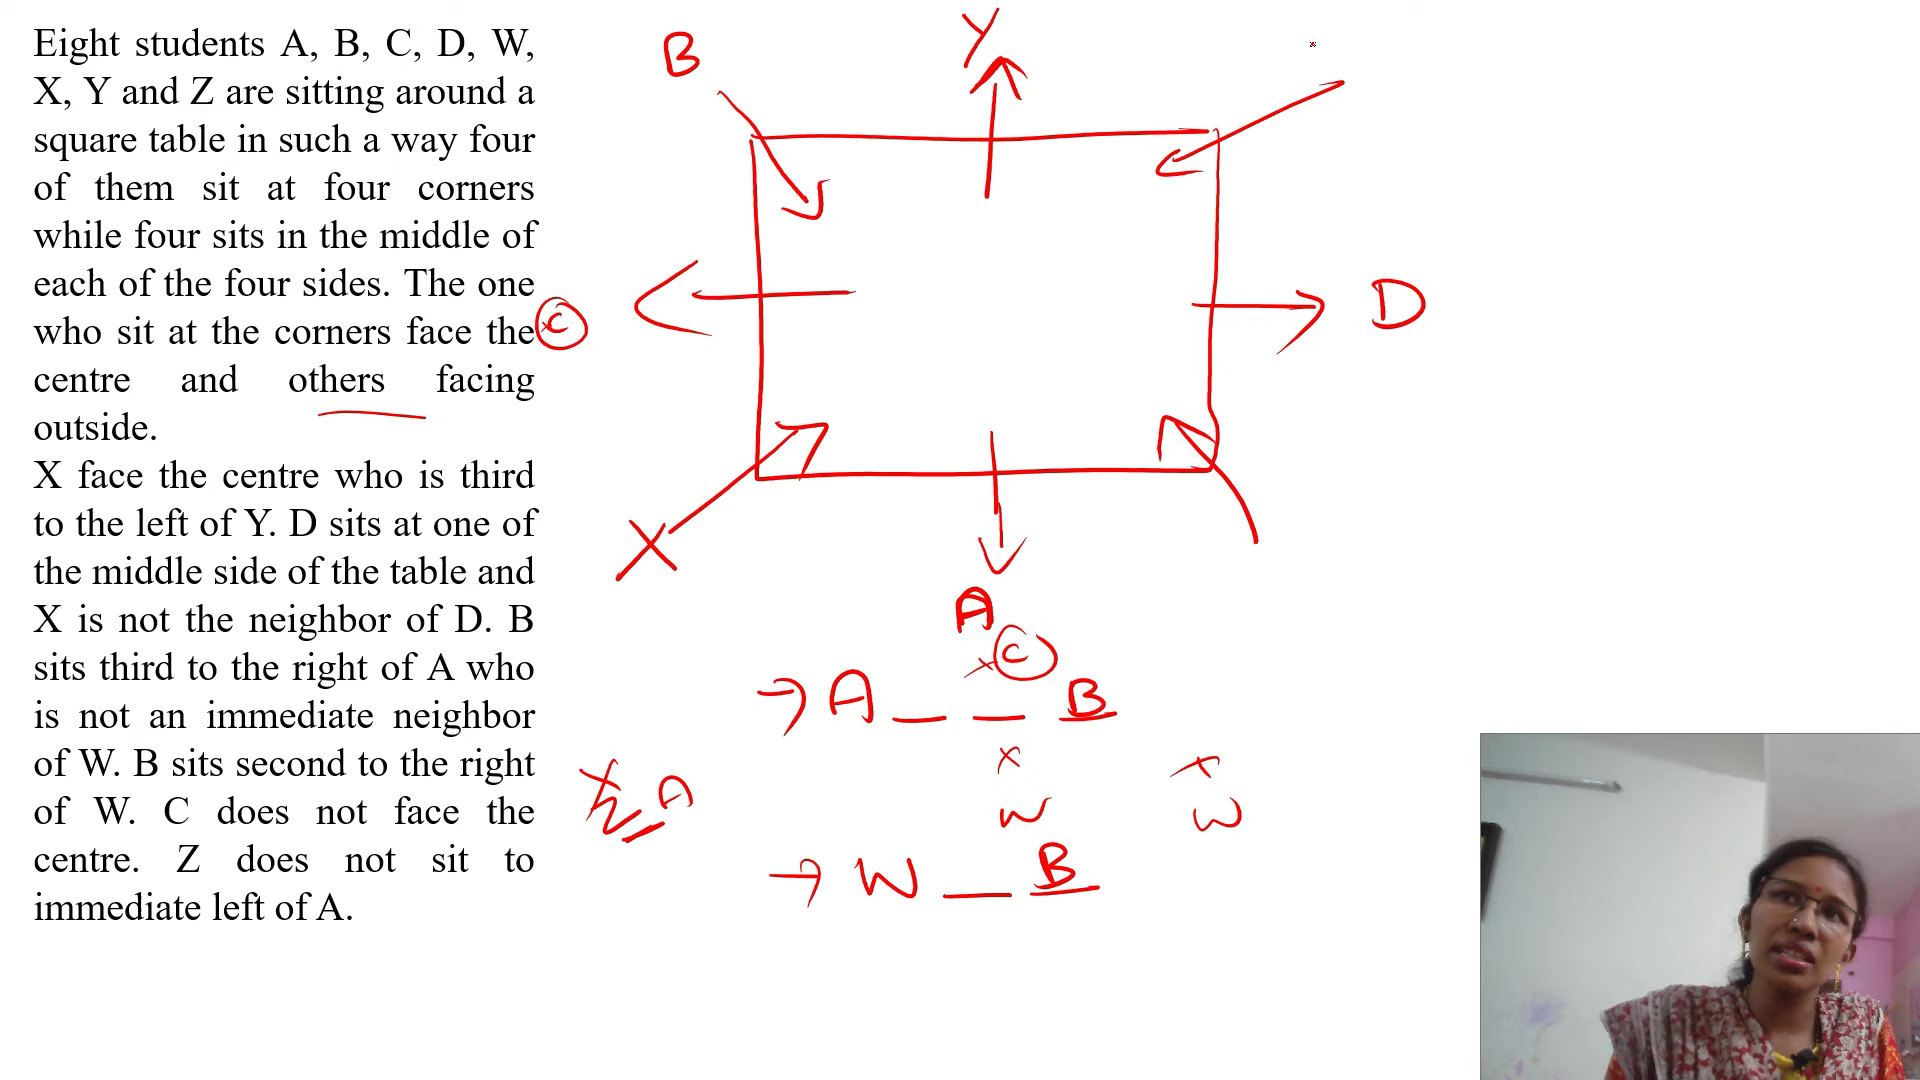 Eight students A, B, C, D, W,
X, Y and Z are sitting around a
square table in such a way four
of them sit at four corners
while four sits in the middle of
each of the four sides. The one
who sit at the corners face the
centre and others facing
outside.
X face the centre who is third
to the left of Y. D sits at one of
the middle side of the table and
X is not the neighbor of D. B
sits third to the right of A who
is not an immediate neighbor
of W. B sits second to the right
of W. C does not face the
centre. Z does not sit to
immediate left of A.
B
Y
C
D
X
A
C
A _ _ B
A
W
W
W _ B